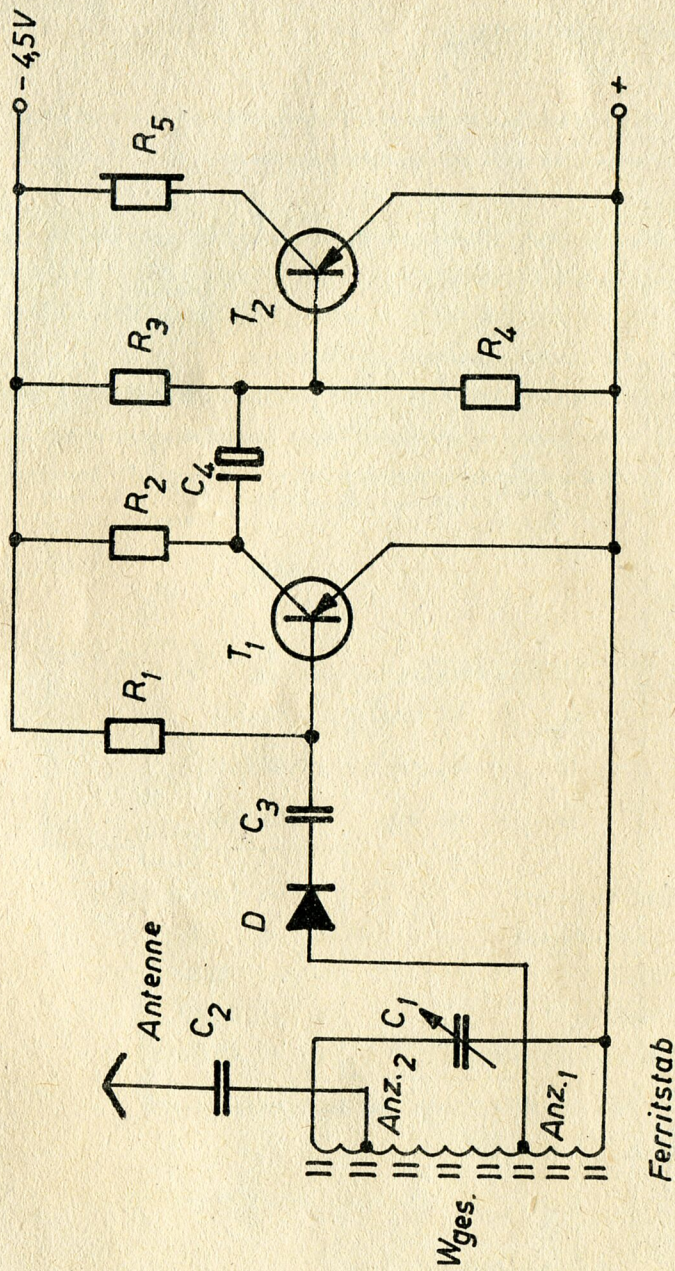 Antenne
C2
R1
R2
R3
R5
o - 4,5V
C4
T1
T2
C3
D
C1
Anz.2
Anz.1
Wges.
R4
+
Ferritstab